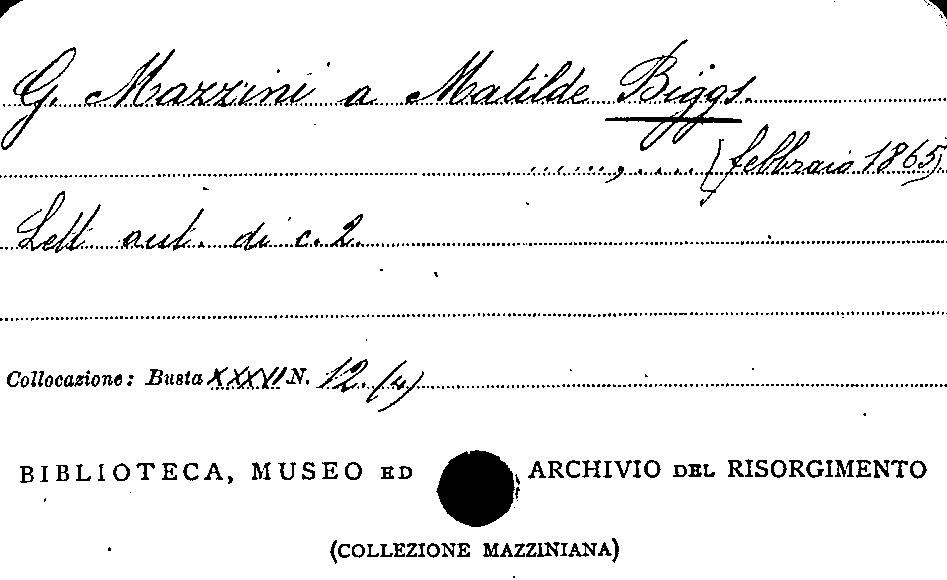 G. Mazzini a Matilde Biggs.
......, .... (febbraio 1865)
Lett. aut. di c. 2.
Collocazione: Busta XXXVI N. 12. (4)
BIBLIOTECA, MUSEO ED ARCHIVIO DEL RISORGIMENTO
(COLLEZIONE MAZZINIANA)